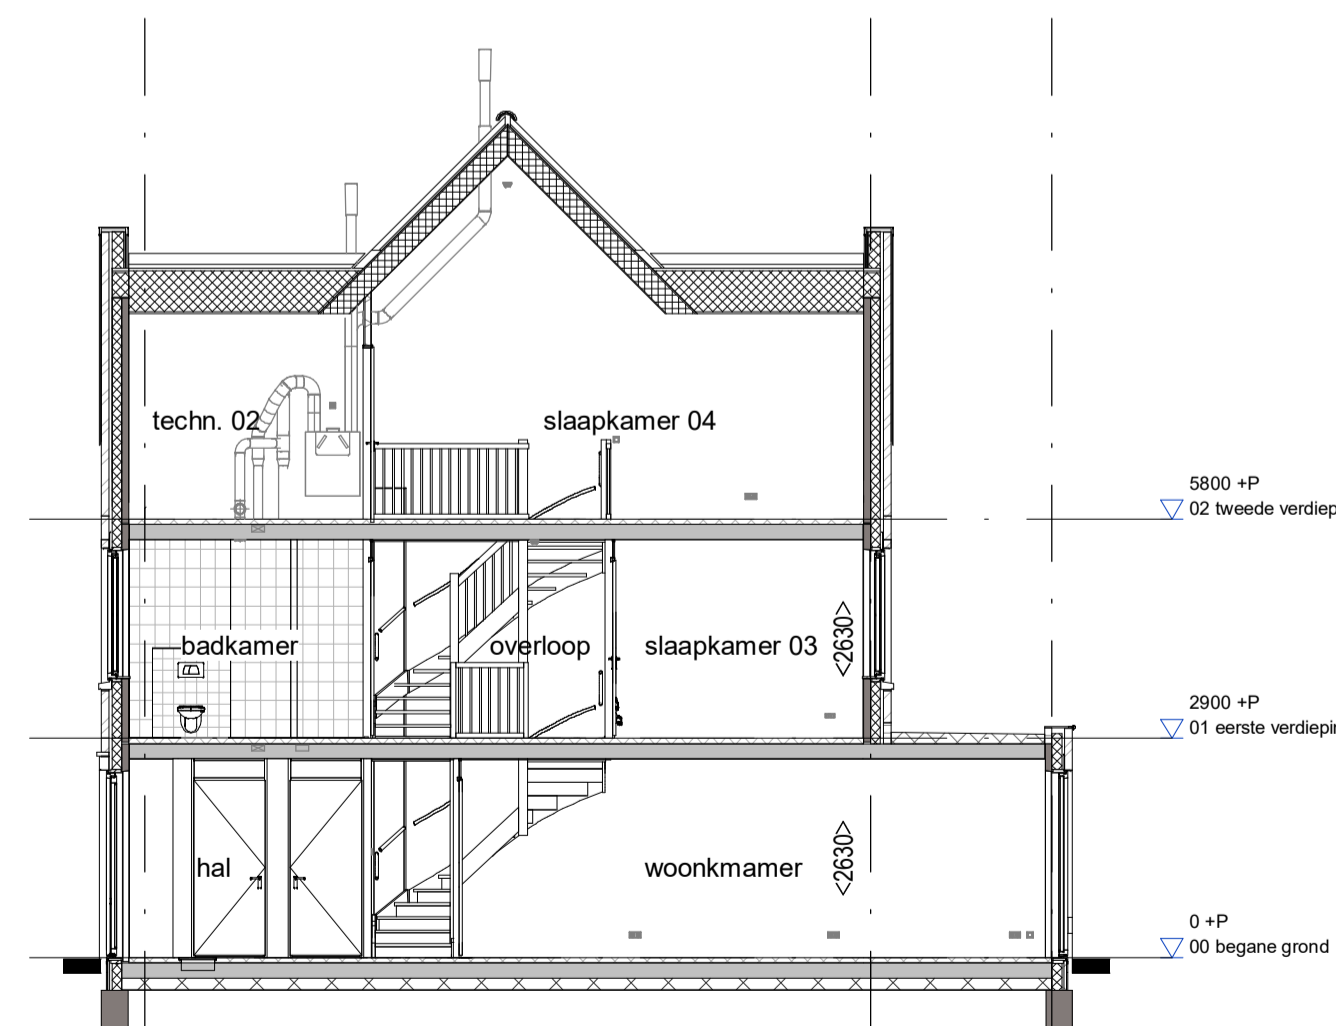 techn. 02
slaapkamer 04
5800 +P
02 tweede verdiep
badkamer
overloop
slaapkamer 03
<2630>
2900 +P
01 eerste verdiepi
hal
woonkmamer
<2630>
0 +P
00 begane grond